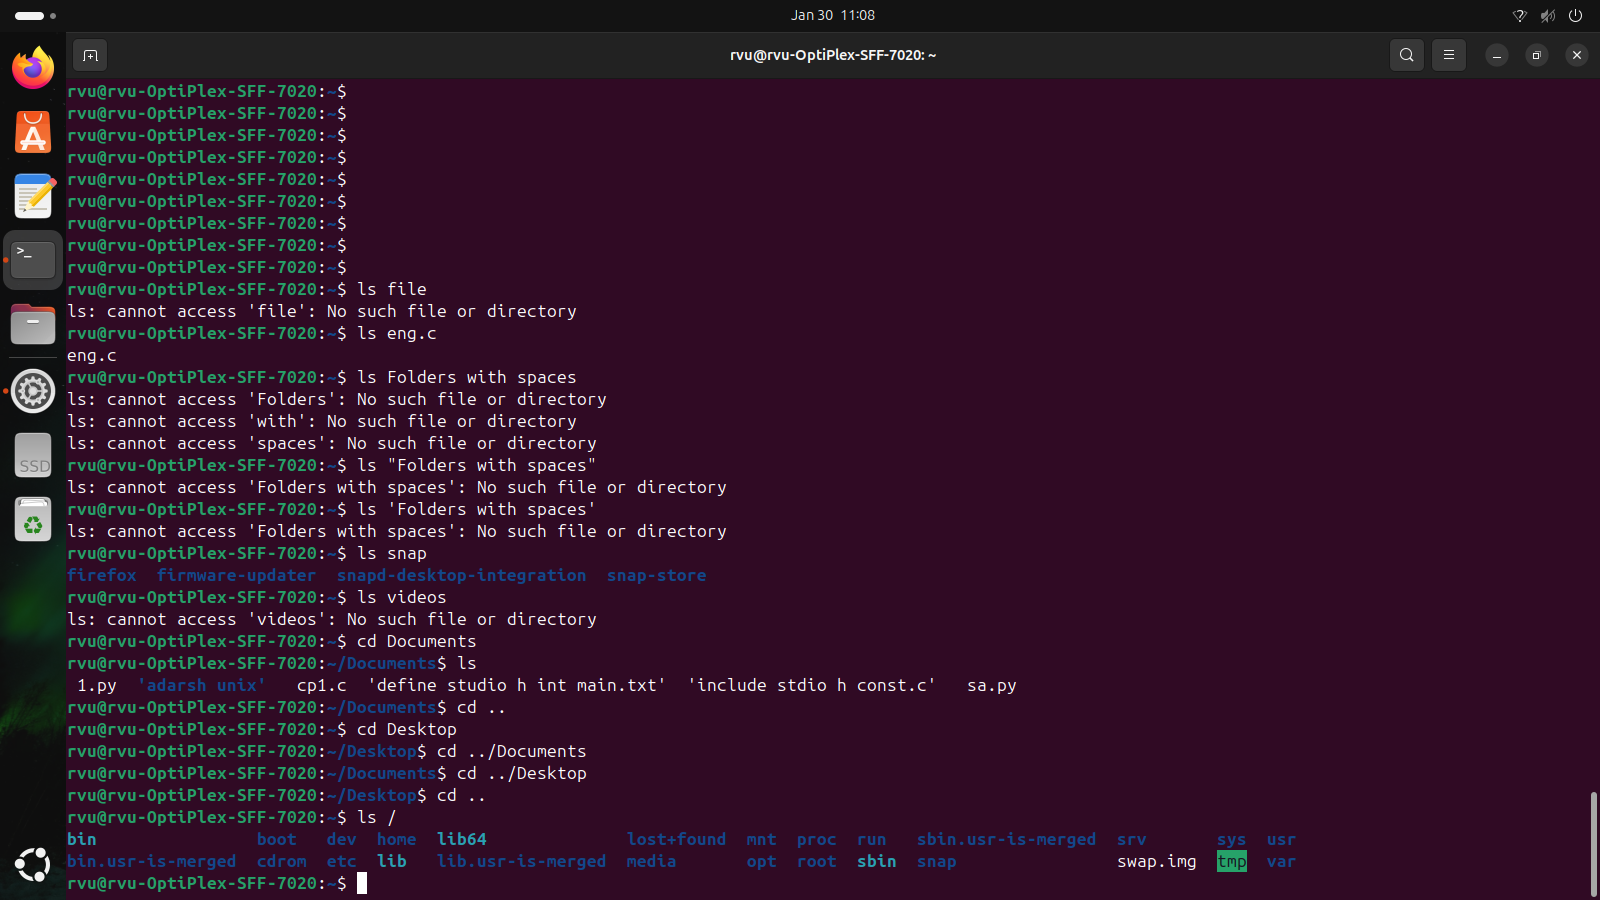 Jan 30 11:08
rvu@rvu-OptiPlex-SFF-7020: ~
rvu@rvu-OptiPlex-SFF-7020:~$
rvu@rvu-OptiPlex-SFF-7020:~$
rvu@rvu-OptiPlex-SFF-7020:~$
rvu@rvu-OptiPlex-SFF-7020:~$
rvu@rvu-OptiPlex-SFF-7020:~$
rvu@rvu-OptiPlex-SFF-7020:~$
rvu@rvu-OptiPlex-SFF-7020:~$
rvu@rvu-OptiPlex-SFF-7020:~$
rvu@rvu-OptiPlex-SFF-7020:~$
rvu@rvu-OptiPlex-SFF-7020:~$ ls file
ls: cannot access 'file': No such file or directory
rvu@rvu-OptiPlex-SFF-7020:~$ ls eng.c
eng.c
rvu@rvu-OptiPlex-SFF-7020:~$ ls Folders with spaces
ls: cannot access 'Folders': No such file or directory
ls: cannot access 'with': No such file or directory
ls: cannot access 'spaces': No such file or directory
rvu@rvu-OptiPlex-SFF-7020:~$ ls "Folders with spaces"
ls: cannot access 'Folders with spaces': No such file or directory
rvu@rvu-OptiPlex-SFF-7020:~$ ls 'Folders with spaces'
ls: cannot access 'Folders with spaces': No such file or directory
rvu@rvu-OptiPlex-SFF-7020:~$ ls snap
firefox  firmware-updater  snapd-desktop-integration  snap-store
rvu@rvu-OptiPlex-SFF-7020:~$ ls videos
ls: cannot access 'videos': No such file or directory
rvu@rvu-OptiPlex-SFF-7020:~$ cd Documents
rvu@rvu-OptiPlex-SFF-7020:~/Documents$ ls
 1.py  'adarsh unix'   cp1.c  'define studio h int main.txt'  'include stdio h const.c'   sa.py
rvu@rvu-OptiPlex-SFF-7020:~/Documents$ cd ..
rvu@rvu-OptiPlex-SFF-7020:~$ cd Desktop
rvu@rvu-OptiPlex-SFF-7020:~/Desktop$ cd ../Documents
rvu@rvu-OptiPlex-SFF-7020:~/Documents$ cd ../Desktop
rvu@rvu-OptiPlex-SFF-7020:~/Desktop$ cd ..
rvu@rvu-OptiPlex-SFF-7020:~$ ls /
bin                boot   dev  home  lib64              lost+found  mnt  proc  run   sbin.usr-is-merged  srv       sys  usr
bin.usr-is-merged  cdrom  etc  lib   lib.usr-is-merged  media       opt  root  sbin  snap                swap.img  tmp  var
rvu@rvu-OptiPlex-SFF-7020:~$
SSD